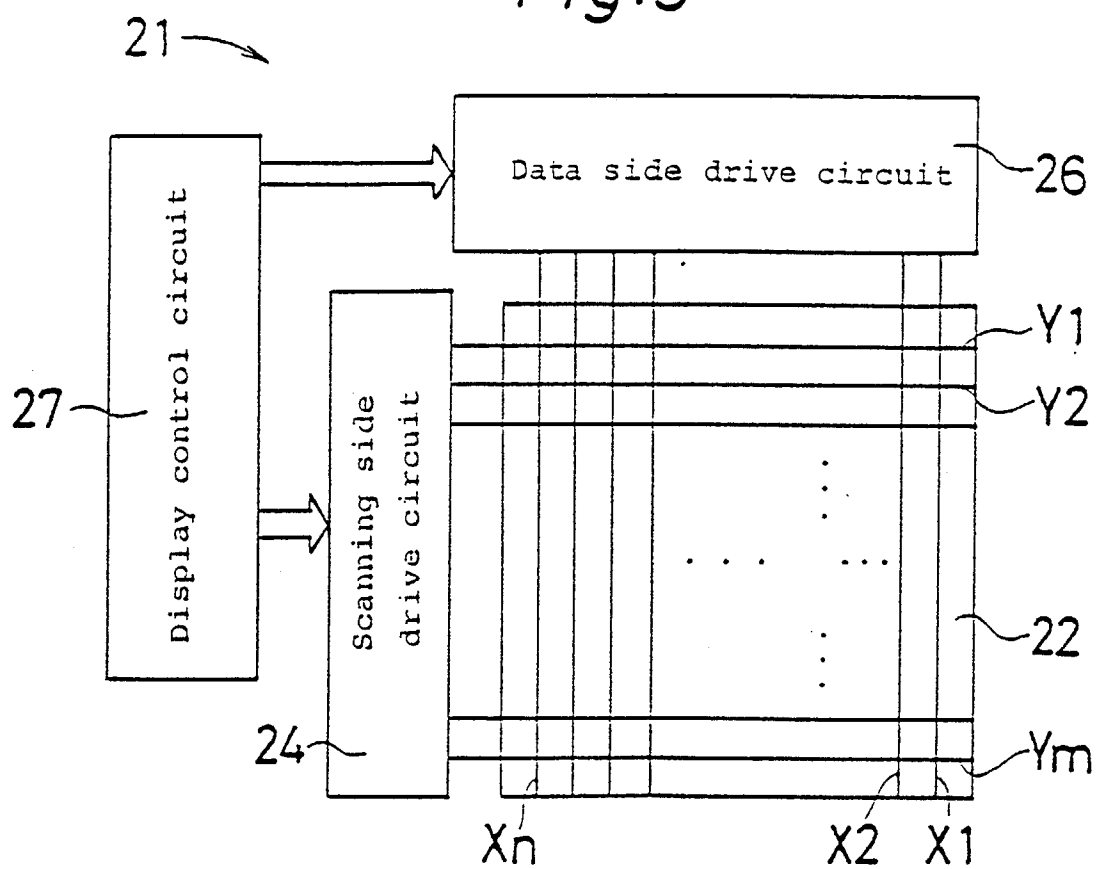 21
Data side drive circuit
26
Display control circuit
27
Scanning side
drive circuit
24
Y1
Y2
22
Ym
Xn
X2
X1